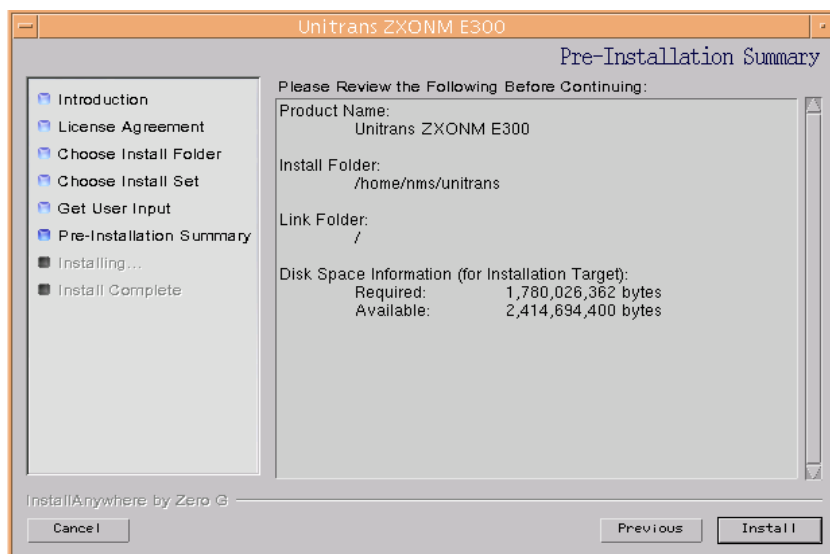 Unitrans ZXONM E300
Pre-Installation Summary
Introduction
License Agreement
Choose Install Folder
Choose Install Set
Get User Input
Pre-Installation Summary
Installing...
Install Complete
Please Review the Following Before Continuing:
Product Name:
Unitrans ZXONM E300
Install Folder:
/home/nms/unitrans
Link Folder:
/
Disk Space Information (for Installation Target):
Required: 1,780,026,362 bytes
Available: 2,414,694,400 bytes
InstallAnywhere by Zero G
Cancel
Previous
Install